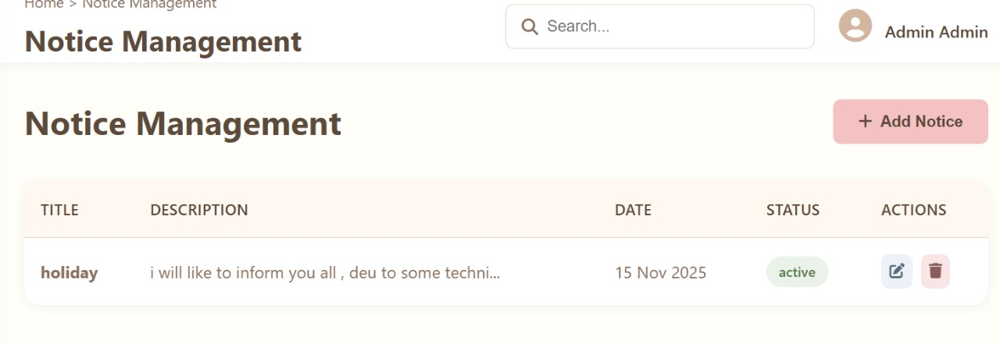 Home > Notice Management
Notice Management
Search...
Admin Admin
Notice Management
+ Add Notice
TITLE DESCRIPTION DATE STATUS ACTIONS
holiday i will like to inform you all , deu to some techni... 15 Nov 2025 active